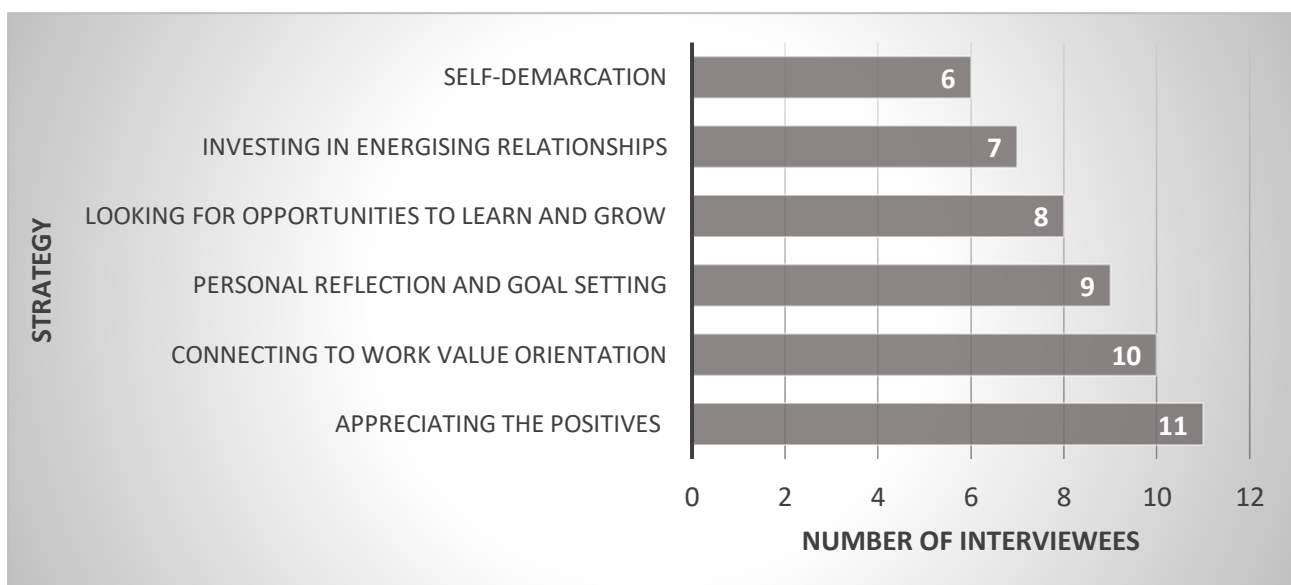 STRATEGY
SELF-DEMARCATION
6
INVESTING IN ENERGISING RELATIONSHIPS
7
LOOKING FOR OPPORTUNITIES TO LEARN AND GROW
8
PERSONAL REFLECTION AND GOAL SETTING
9
CONNECTING TO WORK VALUE ORIENTATION
10
APPRECIATING THE POSITIVES
11
0 2 4 6 8 10 12
NUMBER OF INTERVIEWEES